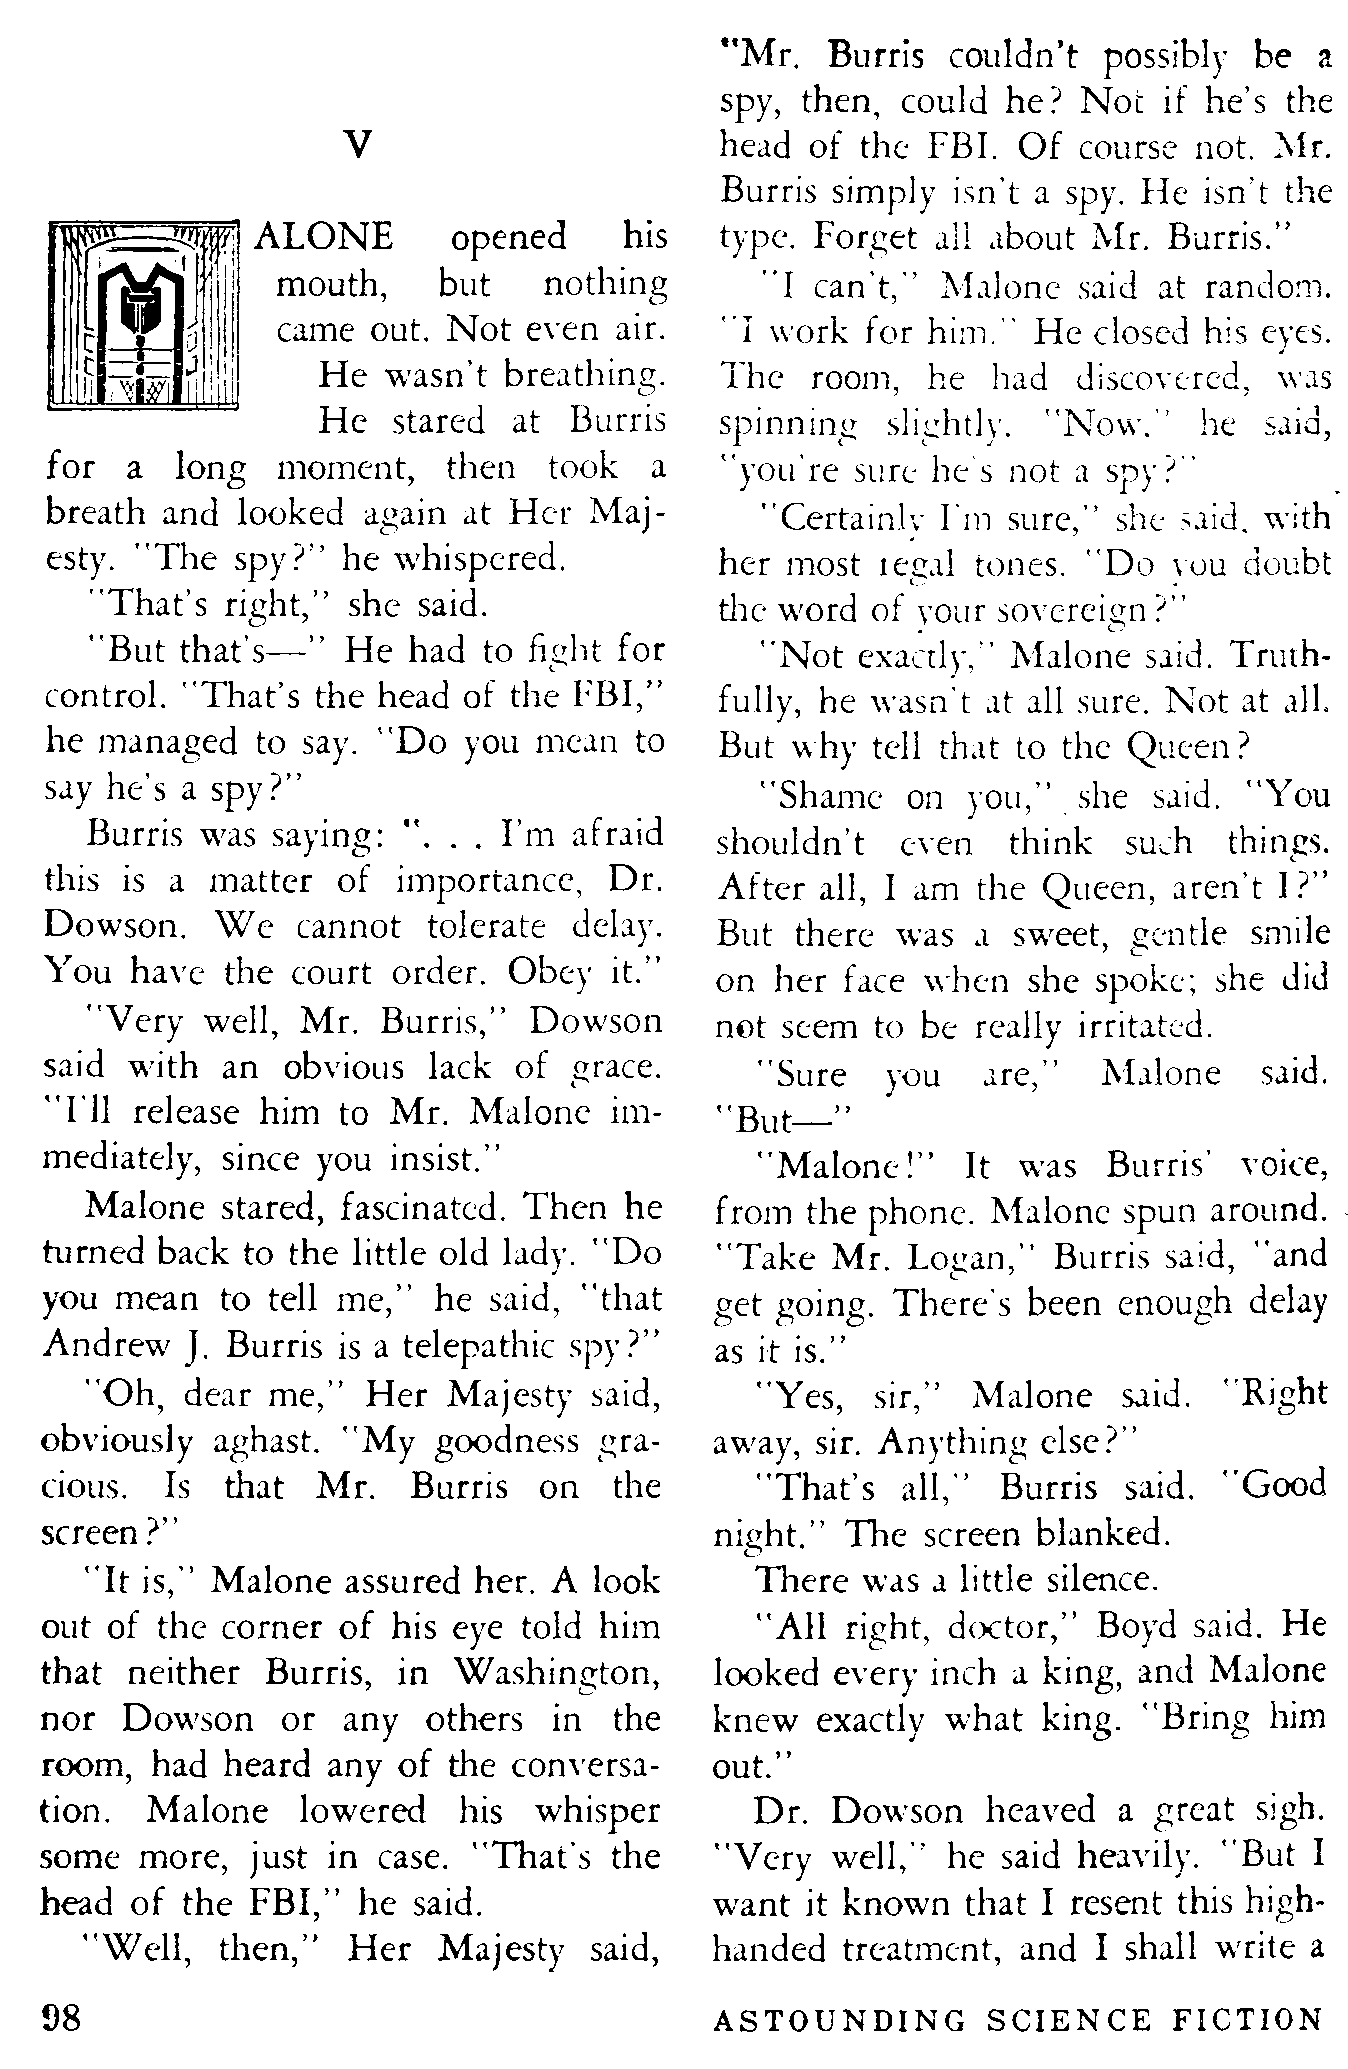 V
MALONE opened his
mouth, but nothing
came out. Not even air.
He wasn't breathing.
He stared at Burris
for a long moment, then took a
breath and looked again at Her Maj-
esty. "The spy?" he whispered.
"That's right," she said.
"But that's—" He had to fight for
control. "That's the head of the FBI,"
he managed to say. "Do you mean to
say he's a spy?"
Burris was saying: ". . . I'm afraid
this is a matter of importance, Dr.
Dowson. We cannot tolerate delay.
You have the court order. Obey it."
"Very well, Mr. Burris," Dowson
said with an obvious lack of grace.
"I'll release him to Mr. Malone im-
mediately, since you insist."
Malone stared, fascinated. Then he
turned back to the little old lady. "Do
you mean to tell me," he said, "that
Andrew J. Burris is a telepathic spy?"
"Oh, dear me," Her Majesty said,
obviously aghast. "My goodness gra-
cious. Is that Mr. Burris on the
screen?"
"It is," Malone assured her. A look
out of the corner of his eye told him
that neither Burris, in Washington,
nor Dowson or any others in the
room, had heard any of the conversa-
tion. Malone lowered his whisper
some more, just in case. "That's the
head of the FBI," he said.
"Well, then," Her Majesty said,
"Mr. Burris couldn't possibly be a
spy, then, could he? Not if he's the
head of the FBI. Of course not. Mr.
Burris simply isn't a spy. He isn't the
type. Forget all about Mr. Burris."
"I can't," Malone said at random.
"I work for him." He closed his eyes.
The room, he had discovered, was
spinning slightly. "Now." he said,
"you're sure he's not a spy?"
"Certainly I'm sure," she said, with
her most regal tones. "Do you doubt
the word of your sovereign?"
"Not exactly," Malone said. Truth-
fully, he wasn't at all sure. Not at all.
But why tell that to the Queen?
"Shame on you," she said. "You
shouldn't even think such things.
After all, I am the Queen, aren't I?"
But there was a sweet, gentle smile
on her face when she spoke; she did
not seem to be really irritated.
"Sure you are," Malone said.
"But—"
"Malone!" It was Burris' voice,
from the phone. Malone spun around.
"Take Mr. Logan," Burris said, "and
get going. There's been enough delay
as it is."
"Yes, sir," Malone said. "Right
away, sir. Anything else?"
"That's all," Burris said. "Good
night." The screen blanked.
There was a little silence.
"All right, doctor," Boyd said. He
looked every inch a king, and Malone
knew exactly what king. "Bring him
out."
Dr. Dowson heaved a great sigh.
"Very well," he said heavily. "But I
want it known that I resent this high-
handed treatment, and I shall write a
98
ASTOUNDING SCIENCE FICTION